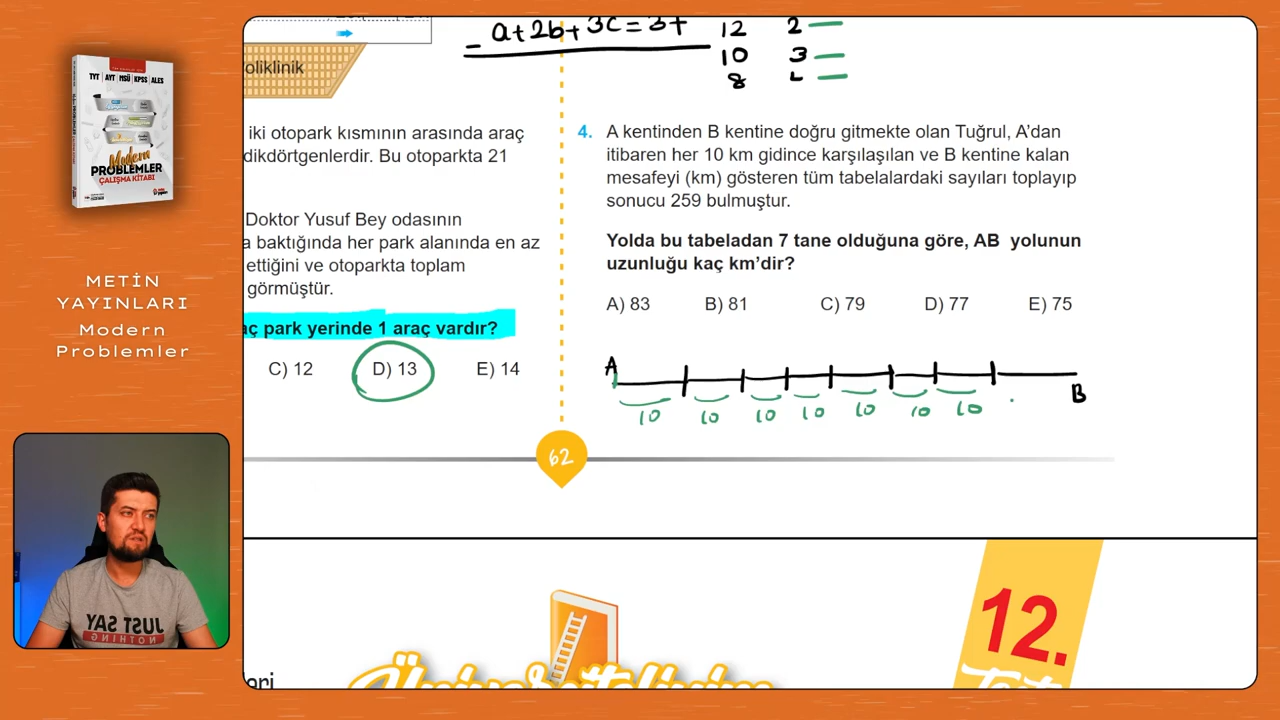 TYT AYT MSÜ KPSS ALES
Modern
PROBLEMLER
ÇALIŞMA KİTABI
METİN
YAYINLARI
Modern
Problemler
a+2b+3c=37
12 2
10 3
8
oliklinik
iki otopark kısmının arasında araç
dikdörtgenlerdir. Bu otoparkta 21
Doktor Yusuf Bey odasının
a baktığında her park alanında en az
ettiğini ve otoparkta toplam
görmüştür.
aç park yerinde 1 araç vardır?
C) 12 D) 13 E) 14
4. A kentinden B kentine doğru gitmekte olan Tuğrul, A’dan
itibaren her 10 km gidince karşılaşılan ve B kentine kalan
mesafeyi (km) gösteren tüm tabelalardaki sayıları toplayıp
sonucu 259 bulmuştur.
Yolda bu tabeladan 7 tane olduğuna göre, AB yolunun
uzunluğu kaç km’dir?
A) 83 B) 81 C) 79 D) 77 E) 75
A B
10 10 10 10 10 10 10
62
JUST SAY
NOTHING
12.
Test
Üniversiteliyim